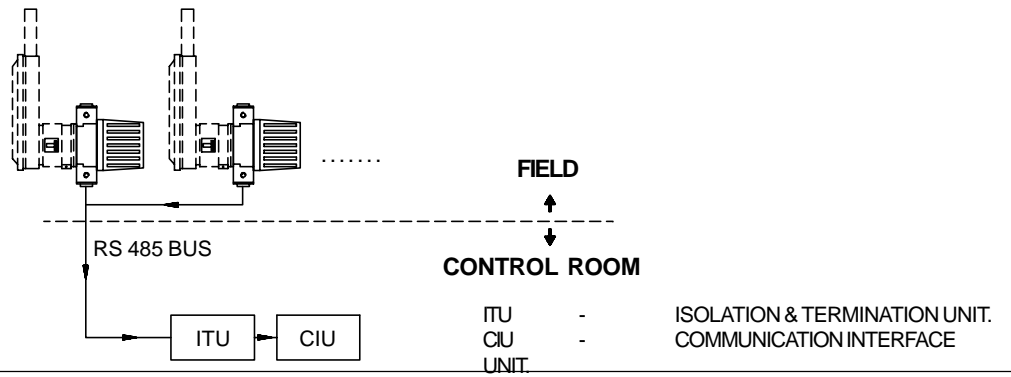 .......
FIELD
RS 485 BUS
CONTROL ROOM
ITU CIU
ITU - ISOLATION & TERMINATION UNIT.
CIU - COMMUNICATION INTERFACE
UNIT.